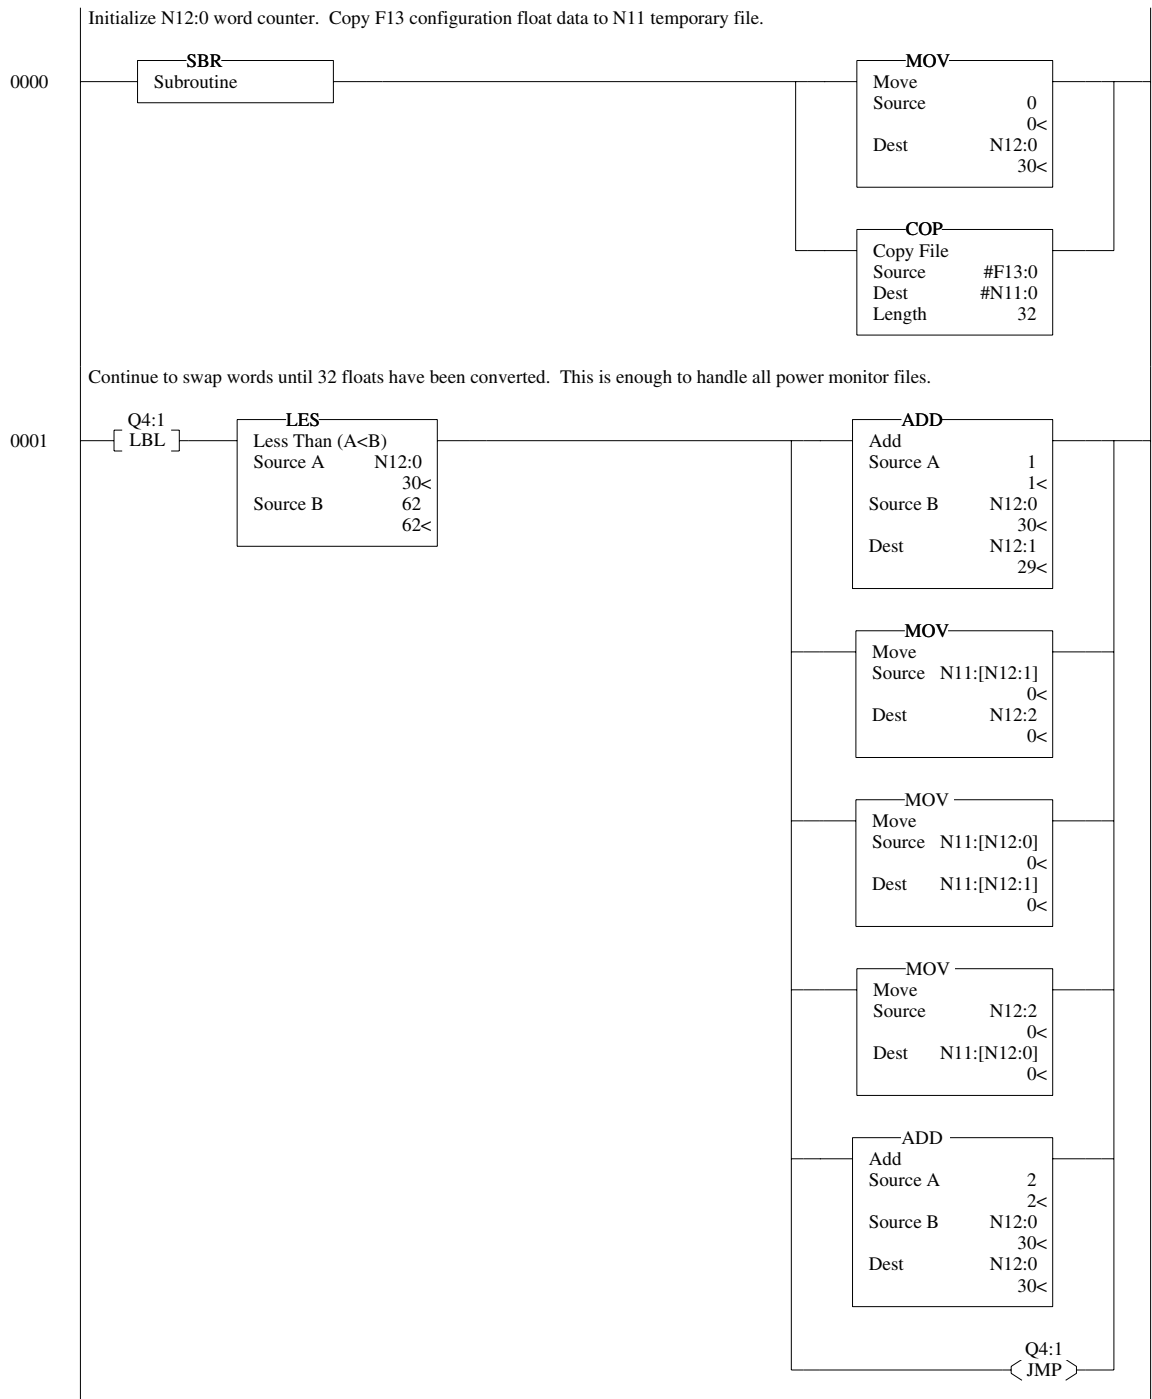 Initialize N12:0 word counter.  Copy F13 configuration float data to N11 temporary file.
0000
SBR
Subroutine
MOV
Move
Source 0
0<
Dest N12:0
30<
COP
Copy File
Source #F13:0
Dest #N11:0
Length 32
Continue to swap words until 32 floats have been converted.  This is enough to handle all power monitor files.
0001
Q4:1
LBL
LES
Less Than (A<B)
Source A N12:0
30<
Source B 62
62<
ADD
Add
Source A 1
1<
Source B N12:0
30<
Dest N12:1
29<
MOV
Move
Source N11:[N12:1]
0<
Dest N12:2
0<
MOV
Move
Source N11:[N12:0]
0<
Dest N11:[N12:1]
0<
MOV
Move
Source N12:2
0<
Dest N11:[N12:0]
0<
ADD
Add
Source A 2
2<
Source B N12:0
30<
Dest N12:0
30<
Q4:1
JMP